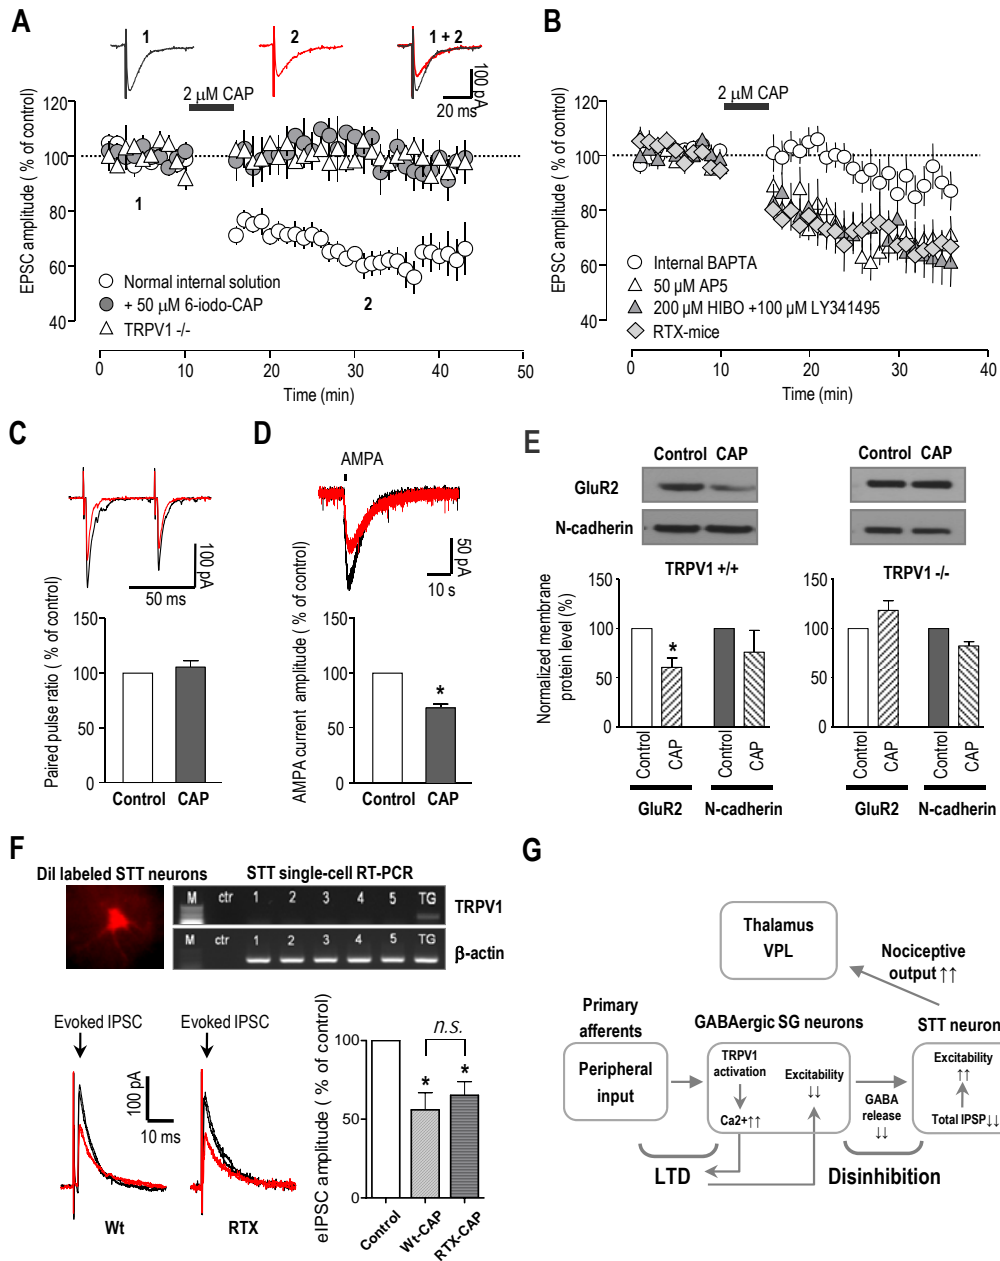 A
1
2
1 + 2
100 pA
20 ms
2 μM CAP
EPSC amplitude ( % of control)
120
100
80
60
40
1
2
Normal internal solution
+ 50 μM 6-iodo-CAP
TRPV1 -/-
0
10
20
30
40
50
Time (min)
B
2 μM CAP
EPSC amplitude ( % of control)
120
100
80
60
40
Internal BAPTA
50 μM AP5
200 μM HIBO +100 μM LY341495
RTX-mice
0
10
20
30
40
Time (min)
C
100 pA
50 ms
Paired pulse ratio ( % of control)
150
100
50
0
Control
CAP
D
AMPA
50 pA
10 s
AMPA current amplitude ( % of control)
150
100
50
0
*
Control
CAP
E
Control CAP
GluR2
N-cadherin
TRPV1 +/+
Control CAP
TRPV1 -/-
Normalized membrane
protein level (%)
150
100
50
0
*
Control
CAP
Control
CAP
GluR2
N-cadherin
150
100
50
0
Control
CAP
Control
CAP
GluR2
N-cadherin
F
DiI labeled STT neurons
STT single-cell RT-PCR
M ctr 1 2 3 4 5 TG
TRPV1
M ctr 1 2 3 4 5 TG
β-actin
Evoked IPSC
Evoked IPSC
100 pA
10 ms
Wt
RTX
eIPSC amplitude ( % of control)
100
50
0
n.s.
*
*
Control
Wt-CAP
RTX-CAP
G
Thalamus
VPL
Nociceptive
output ↑↑
Primary
afferents
GABAergic SG neurons
STT neuron
Peripheral
input
TRPV1
activation
Ca2+↑↑
Excitability
↓↓
GABA
release
↓↓
Excitability
↑↑
Total IPSP↓↓
LTD
Disinhibition